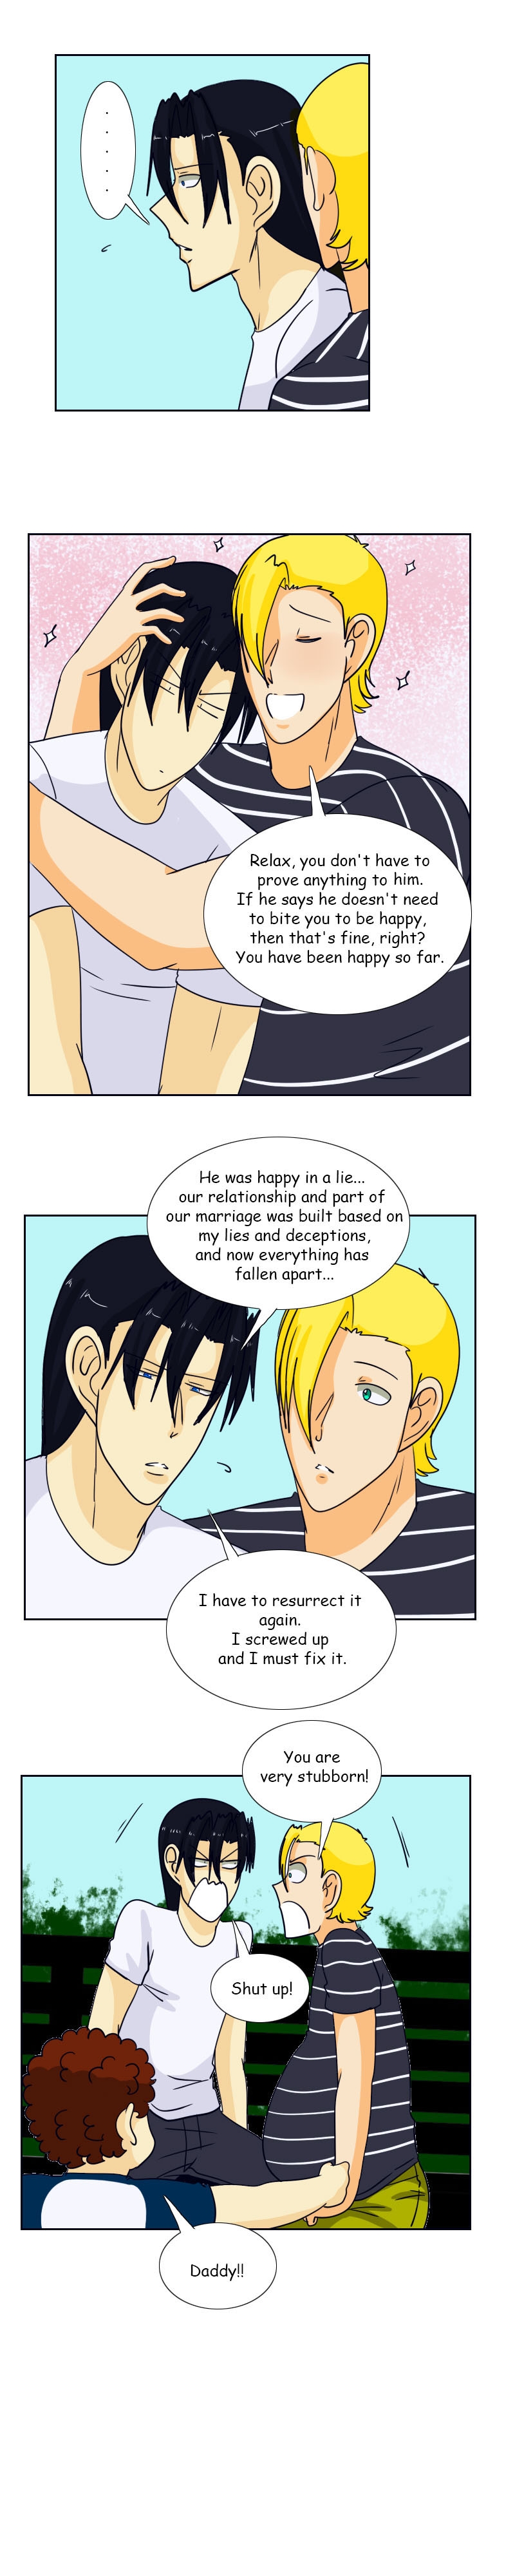 .
.
.
.
.
Relax, you don't have to
prove anything to him.
If he says he doesn't need
to bite you to be happy,
then that's fine, right?
You have been happy so far.
He was happy in a lie...
our relationship and part of
our marriage was built based on
my lies and deceptions,
and now everything has
fallen apart...
I have to resurrect it
again.
I screwed up
and I must fix it.
You are
very stubborn!
Shut up!
Daddy!!